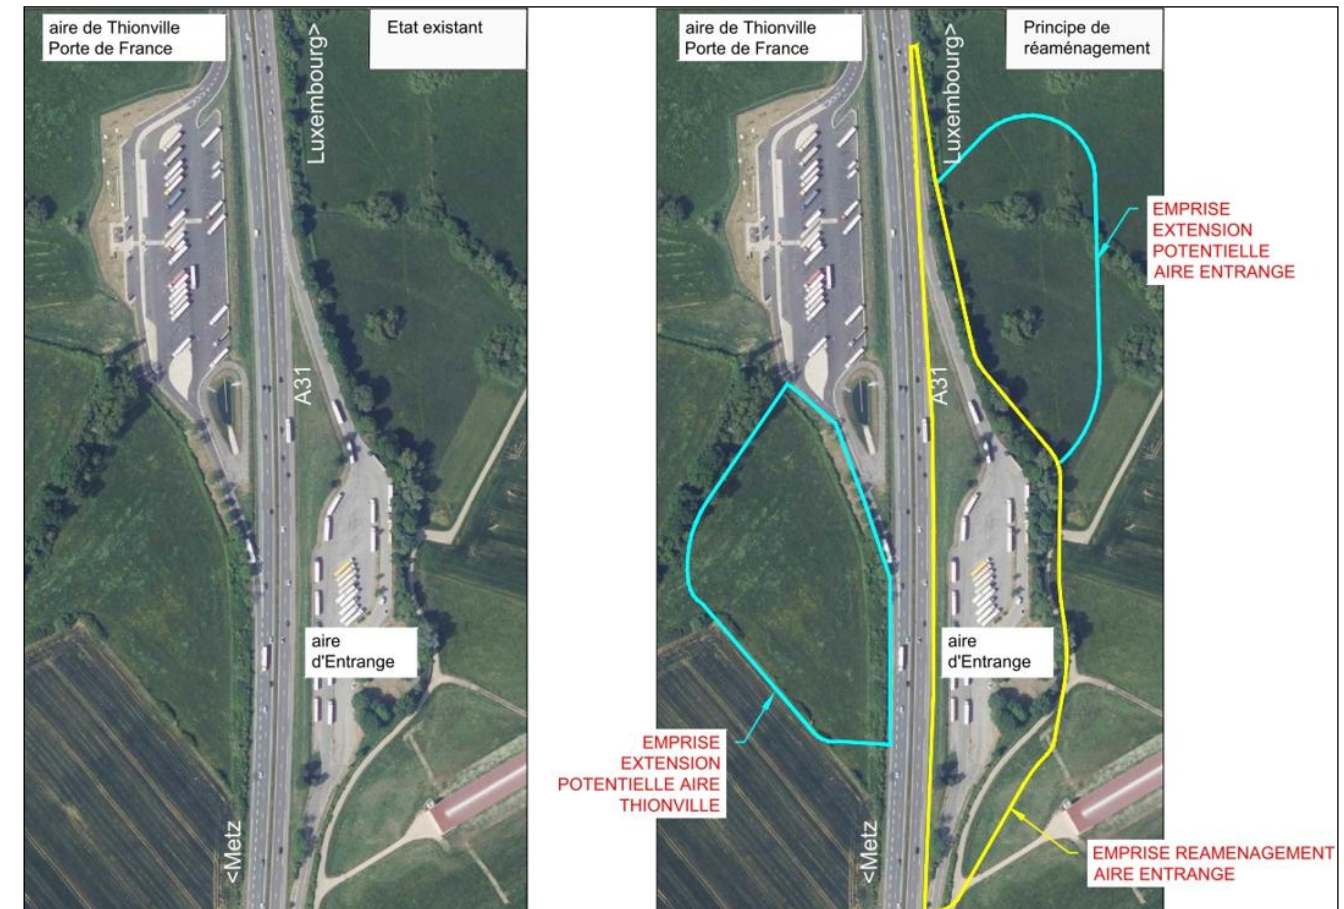 aire de Thionville
Porte de France
Etat existant
Luxembourg>
A31
aire
d'Entrange
<Metz
aire de Thionville
Porte de France
Principe de
réaménagement
Luxembourg>
EMPRISE
EXTENSION
POTENTIELLE
AIRE ENTRANGE
A31
aire
d'Entrange
EMPRISE
EXTENSION
POTENTIELLE AIRE
THIONVILLE
<Metz
EMPRISE REAMENAGEMENT
AIRE ENTRANGE